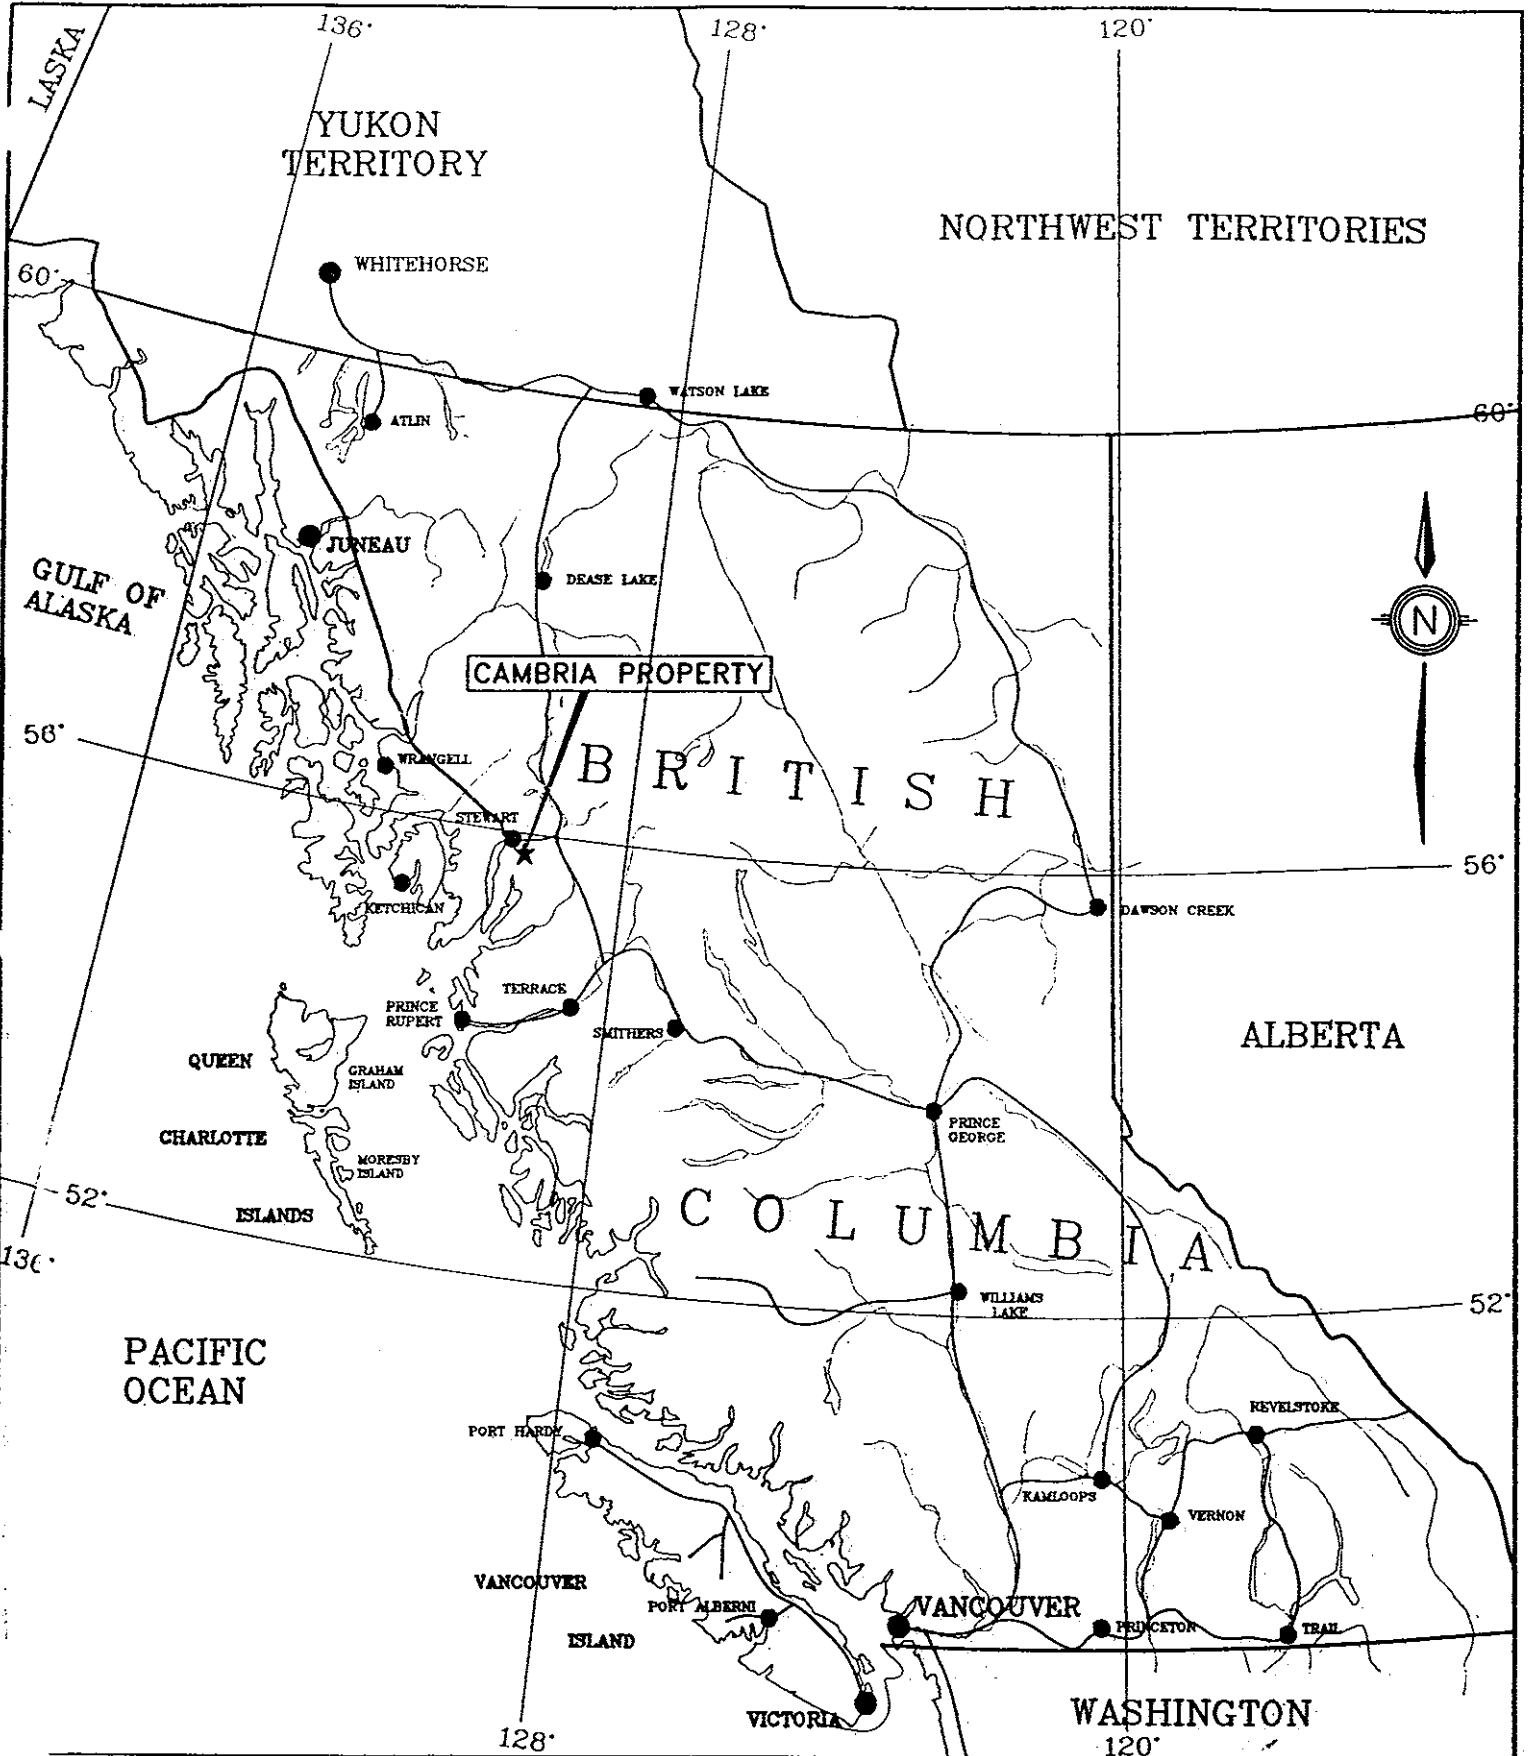 136°
128°
120°
LASKA
YUKON
TERRITORY
NORTHWEST TERRITORIES
WHITEHORSE
60°
WATSON LAKE
60°
ATLIN
JUNEAU
DEASE LAKE
GULF OF
ALASKA
N
CAMBRIA PROPERTY
56°
WRANGELL
BRITISH
STEWART
56°
KETCHICAN
DAWSON CREEK
TERRACE
PRINCE
RUPERT
SMITHERS
ALBERTA
QUEEN
GRAHAM
ISLAND
PRINCE
GEORGE
CHARLOTTE
MORESBY
ISLAND
52°
ISLANDS
COLUMBIA
136°
WILLIAMS
LAKE
52°
PACIFIC
OCEAN
REVELSTOKE
PORT HARDY
KAMLOOPS
VERNON
VANCOUVER
ISLAND
PORT ALBERNI
VANCOUVER
PRINCETON
TRAIL
VICTORIA
WASHINGTON
128°
120°